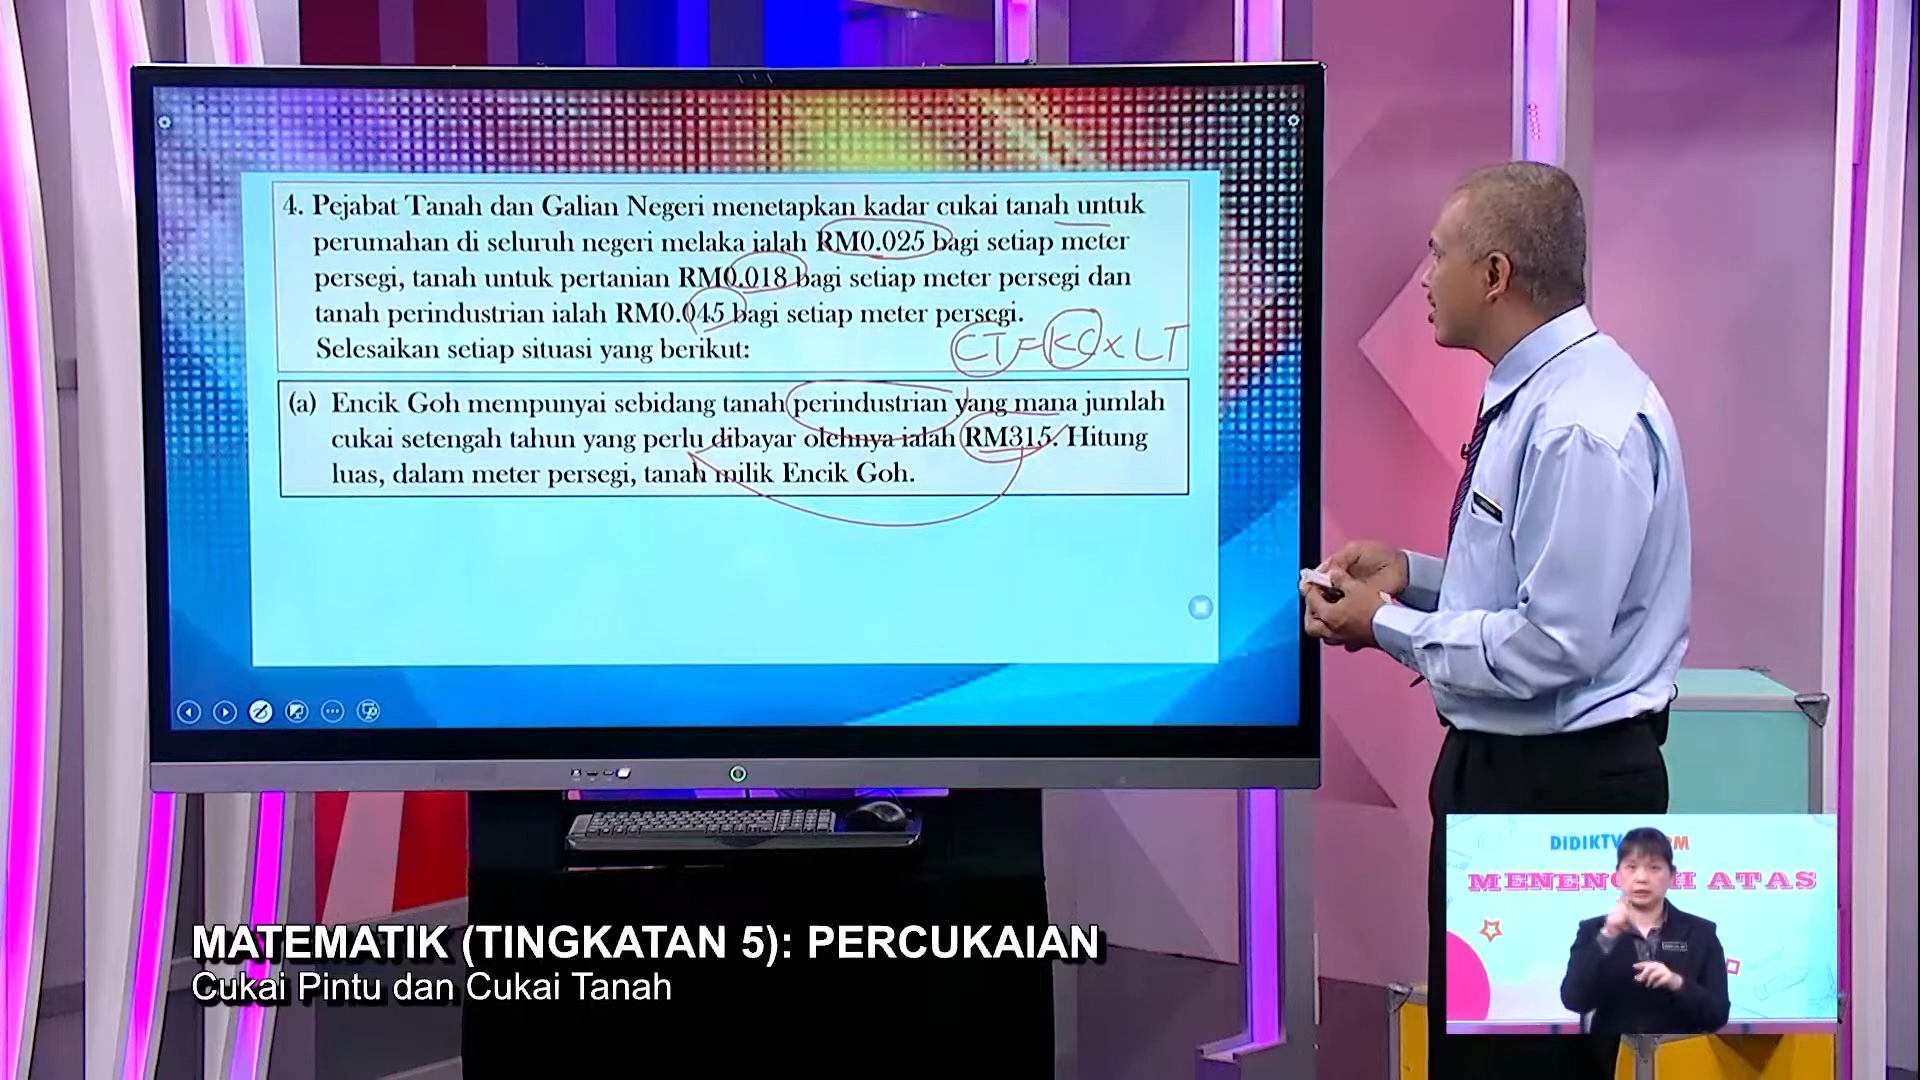 4. Pejabat Tanah dan Galian Negeri menetapkan kadar cukai tanah untuk
perumahan di seluruh negeri melaka ialah RM0.025 bagi setiap meter
persegi, tanah untuk pertanian RM0.018 bagi setiap meter persegi dan
tanah perindustrian ialah RM0.045 bagi setiap meter persegi.
Selesaikan setiap situasi yang berikut:
CT = KC x LT
(a) Encik Goh mempunyai sebidang tanah perindustrian yang mana jumlah
cukai setengah tahun yang perlu dibayar olehnya ialah RM315. Hitung
luas, dalam meter persegi, tanah milik Encik Goh.
MATEMATIK (TINGKATAN 5): PERCUKAIAN
Cukai Pintu dan Cukai Tanah
ATAS